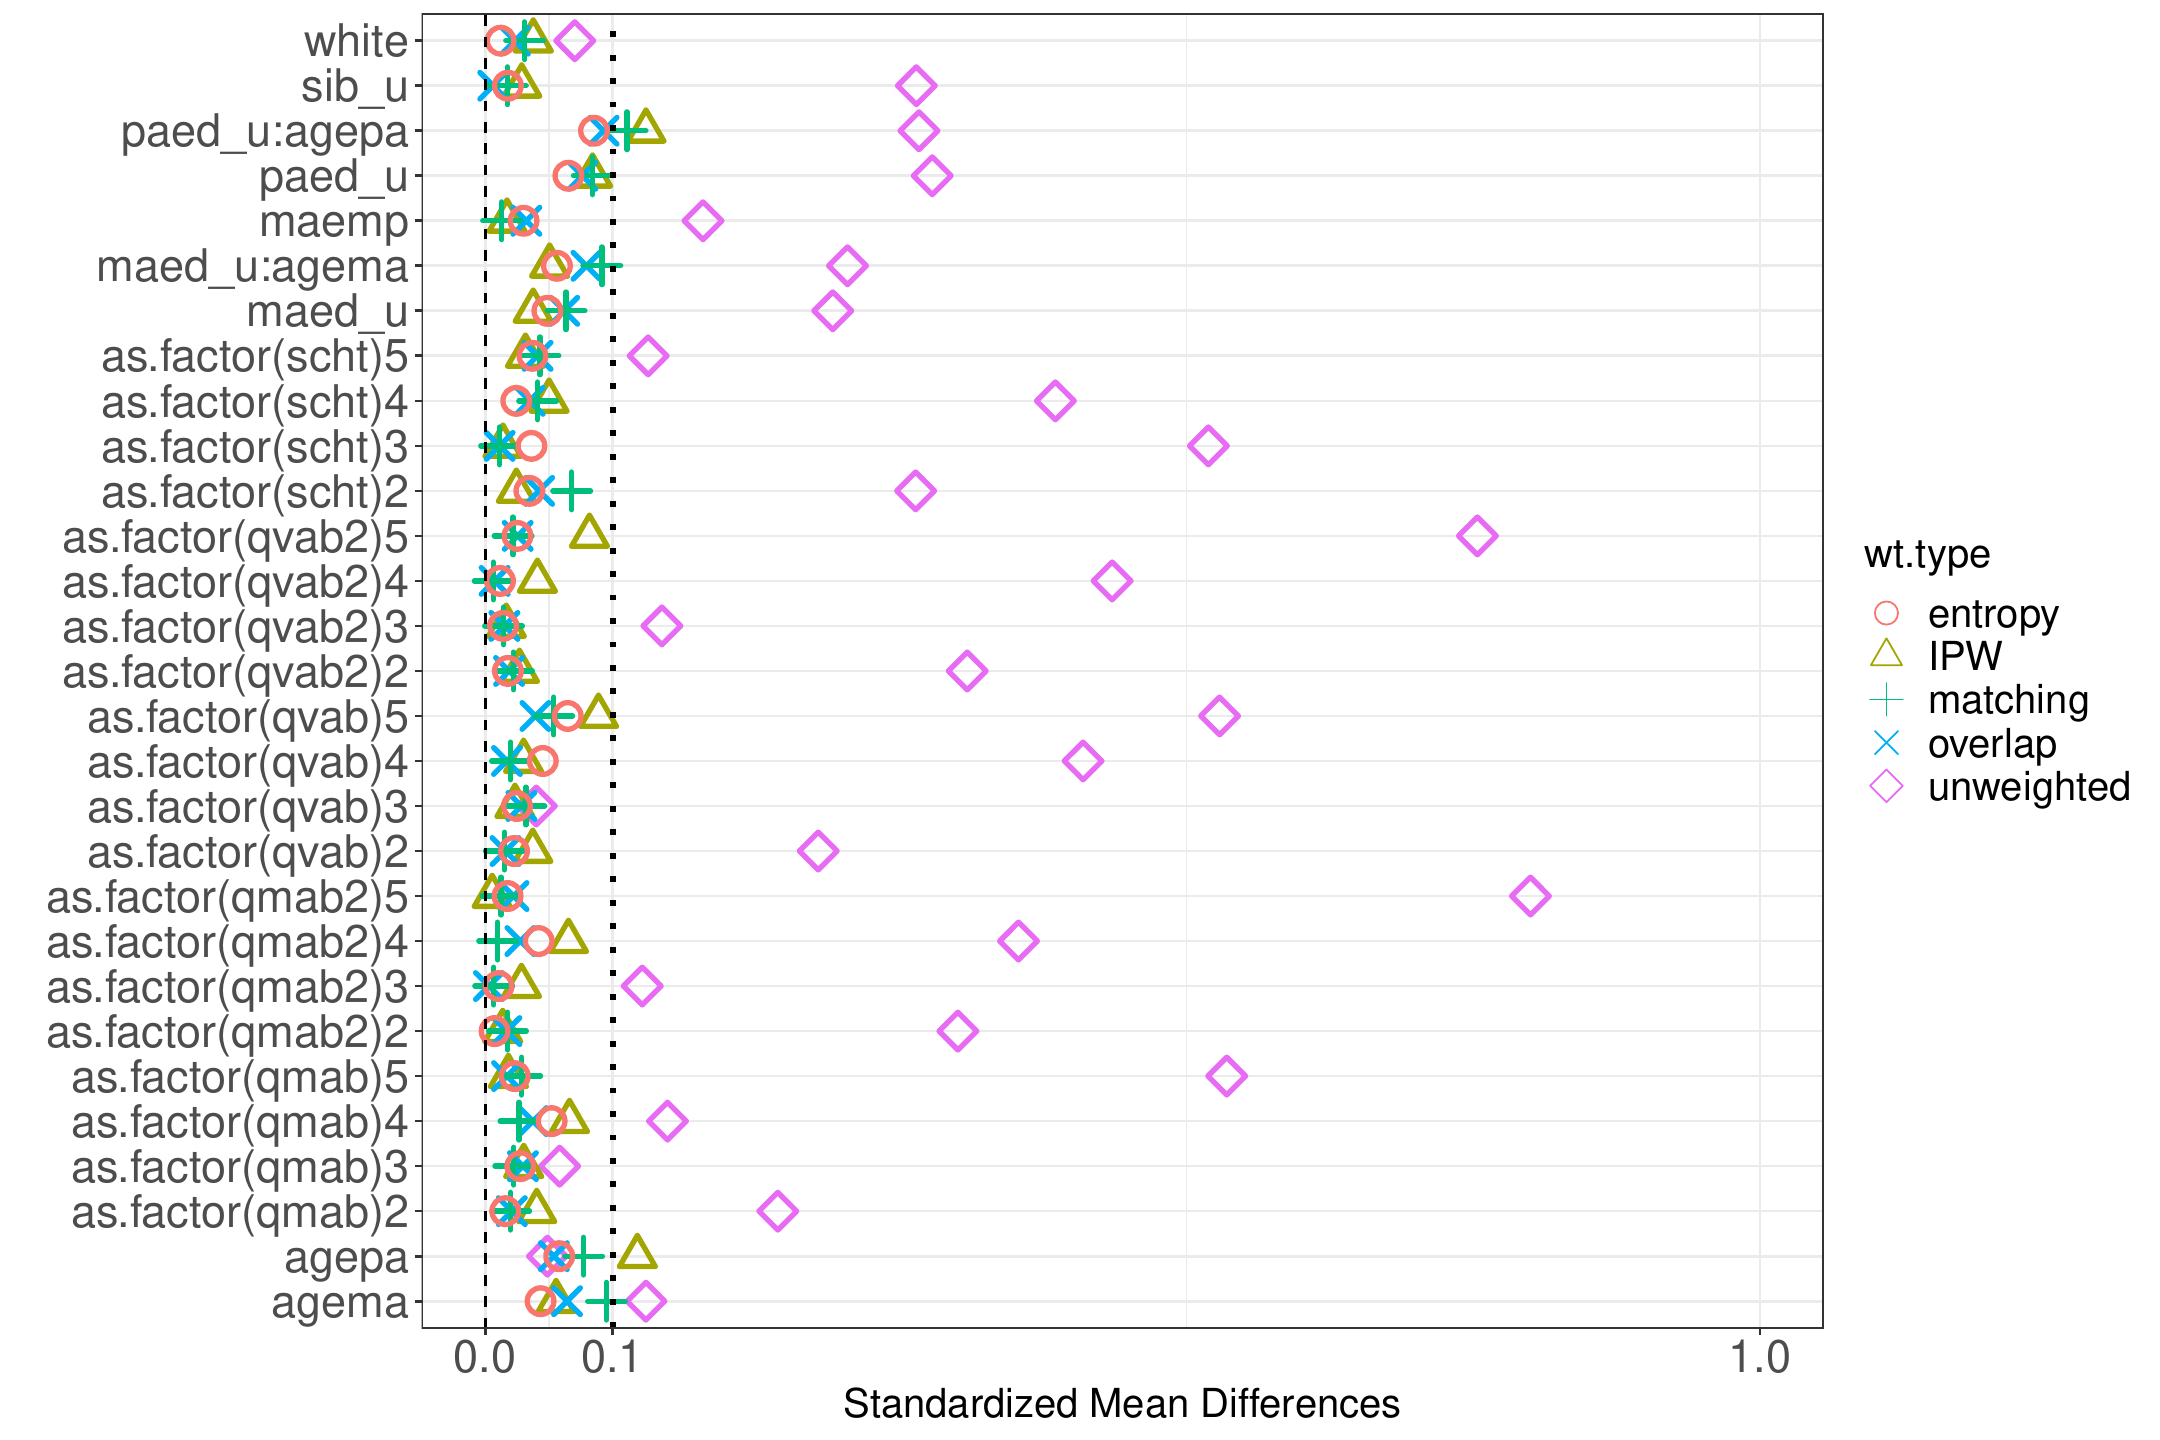 white
sib_u
paed_u:agepa
paed_u
maemp
maed_u:agema
maed_u
as.factor(scht)5
as.factor(scht)4
as.factor(scht)3
as.factor(scht)2
as.factor(qvab2)5
as.factor(qvab2)4
as.factor(qvab2)3
as.factor(qvab2)2
as.factor(qvab)5
as.factor(qvab)4
as.factor(qvab)3
as.factor(qvab)2
as.factor(qmab2)5
as.factor(qmab2)4
as.factor(qmab2)3
as.factor(qmab2)2
as.factor(qmab)5
as.factor(qmab)4
as.factor(qmab)3
as.factor(qmab)2
agepa
agema
0.0 0.1 1.0
Standardized Mean Differences
wt.type
entropy
IPW
matching
overlap
unweighted